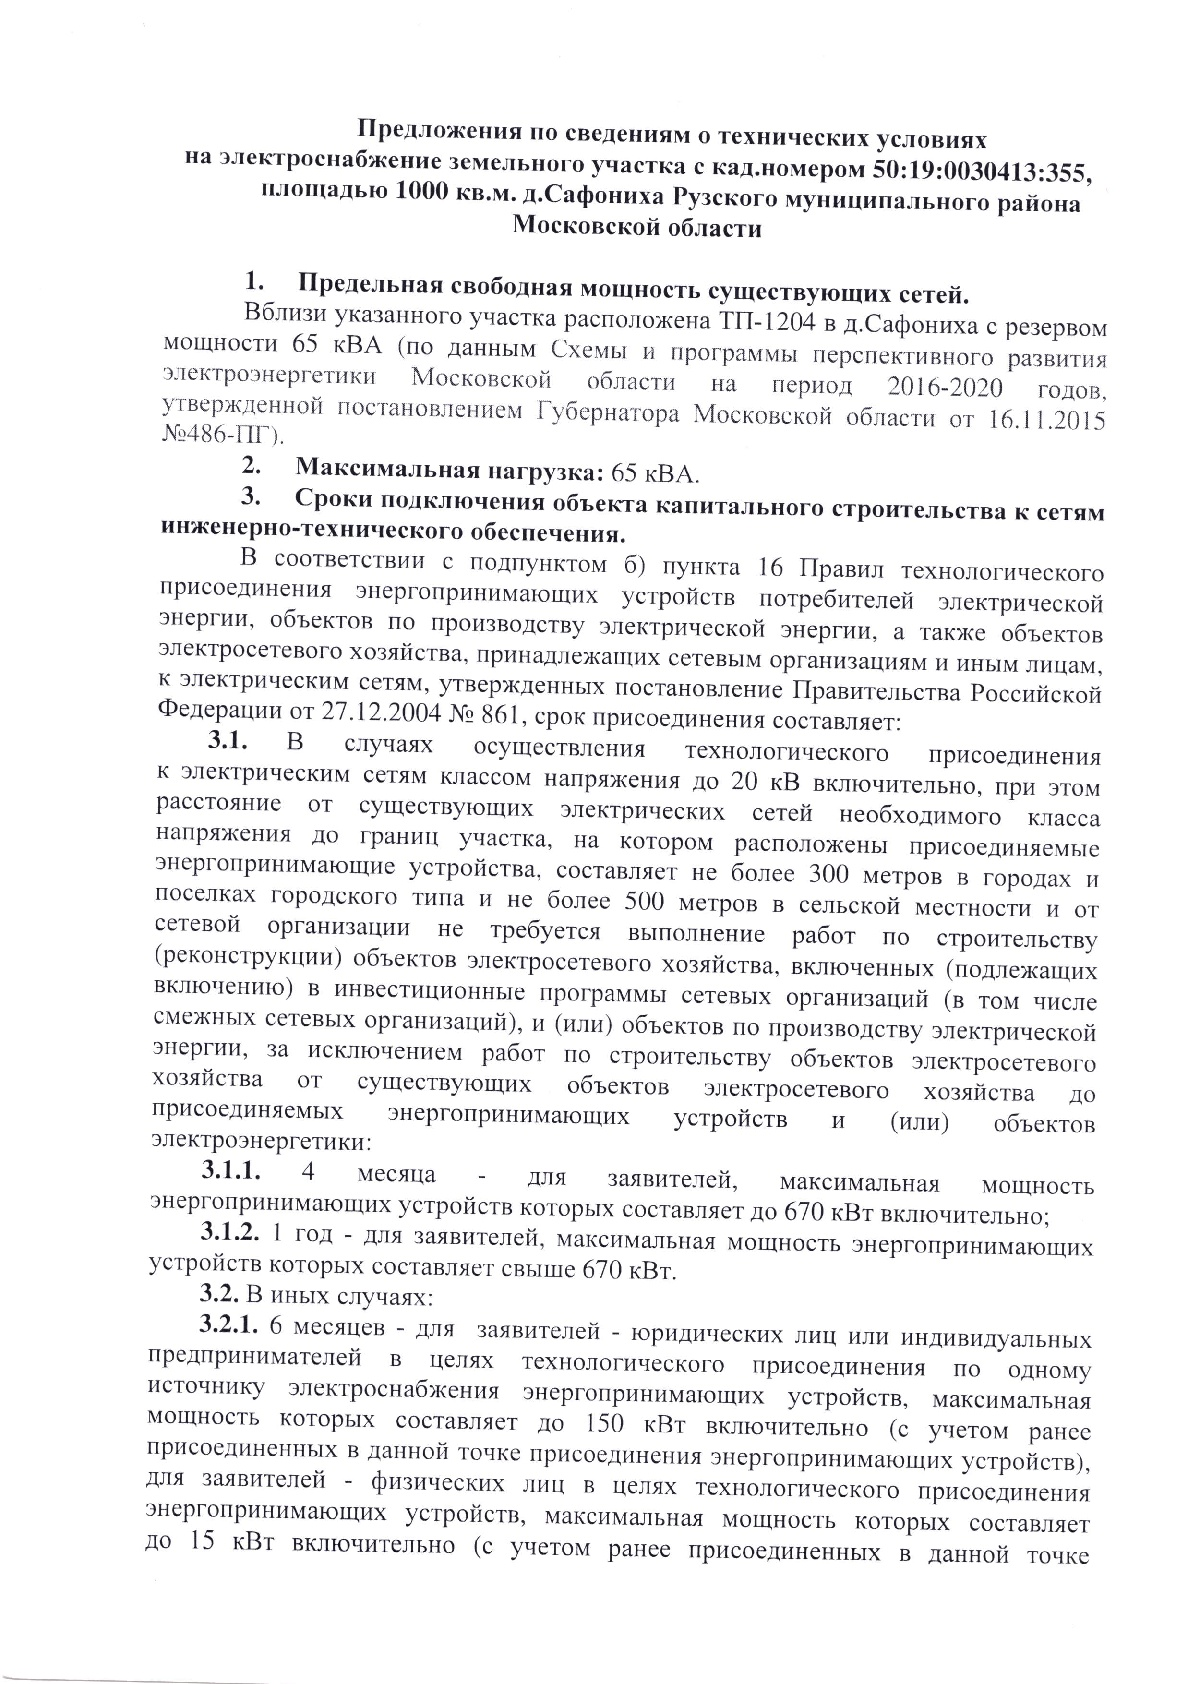 Предложения по сведениям о технических условиях
на электроснабжение земельного участка с кад.номером 50:19:0030413:355,
площадью 1000 кв.м. д.Сафониха Рузского муниципального района
Московской области
1. Предельная свободная мощность существующих сетей.
Вблизи указанного участка расположена ТП-1204 в д.Сафониха с резервом
мощности 65 кВА (по данным Схемы и программы перспективного развития
электроэнергетики Московской области на период 2016-2020 годов,
утвержденной постановлением Губернатора Московской области от 16.11.2015
№486-ПГ).
2. Максимальная нагрузка: 65 кВА.
3. Сроки подключения объекта капитального строительства к сетям
инженерно-технического обеспечения.
В соответствии с подпунктом б) пункта 16 Правил технологического
присоединения энергопринимающих устройств потребителей электрической
энергии, объектов по производству электрической энергии, а также объектов
электросетевого хозяйства, принадлежащих сетевым организациям и иным лицам,
к электрическим сетям, утвержденных постановление Правительства Российской
Федерации от 27.12.2004 № 861, срок присоединения составляет:
3.1. В случаях осуществления технологического присоединения
к электрическим сетям классом напряжения до 20 кВ включительно, при этом
расстояние от существующих электрических сетей необходимого класса
напряжения до границ участка, на котором расположены присоединяемые
энергопринимающие устройства, составляет не более 300 метров в городах и
поселках городского типа и не более 500 метров в сельской местности и от
сетевой организации не требуется выполнение работ по строительству
(реконструкции) объектов электросетевого хозяйства, включенных (подлежащих
включению) в инвестиционные программы сетевых организаций (в том числе
смежных сетевых организаций), и (или) объектов по производству электрической
энергии, за исключением работ по строительству объектов электросетевого
хозяйства от существующих объектов электросетевого хозяйства до
присоединяемых энергопринимающих устройств и (или) объектов
электроэнергетики:
3.1.1. 4 месяца - для заявителей, максимальная мощность
энергопринимающих устройств которых составляет до 670 кВт включительно;
3.1.2. 1 год - для заявителей, максимальная мощность энергопринимающих
устройств которых составляет свыше 670 кВт.
3.2. В иных случаях:
3.2.1. 6 месяцев - для заявителей - юридических лиц или индивидуальных
предпринимателей в целях технологического присоединения по одному
источнику электроснабжения энергопринимающих устройств, максимальная
мощность которых составляет до 150 кВт включительно (с учетом ранее
присоединенных в данной точке присоединения энергопринимающих устройств),
для заявителей - физических лиц в целях технологического присоединения
энергопринимающих устройств, максимальная мощность которых составляет
до 15 кВт включительно (с учетом ранее присоединенных в данной точке